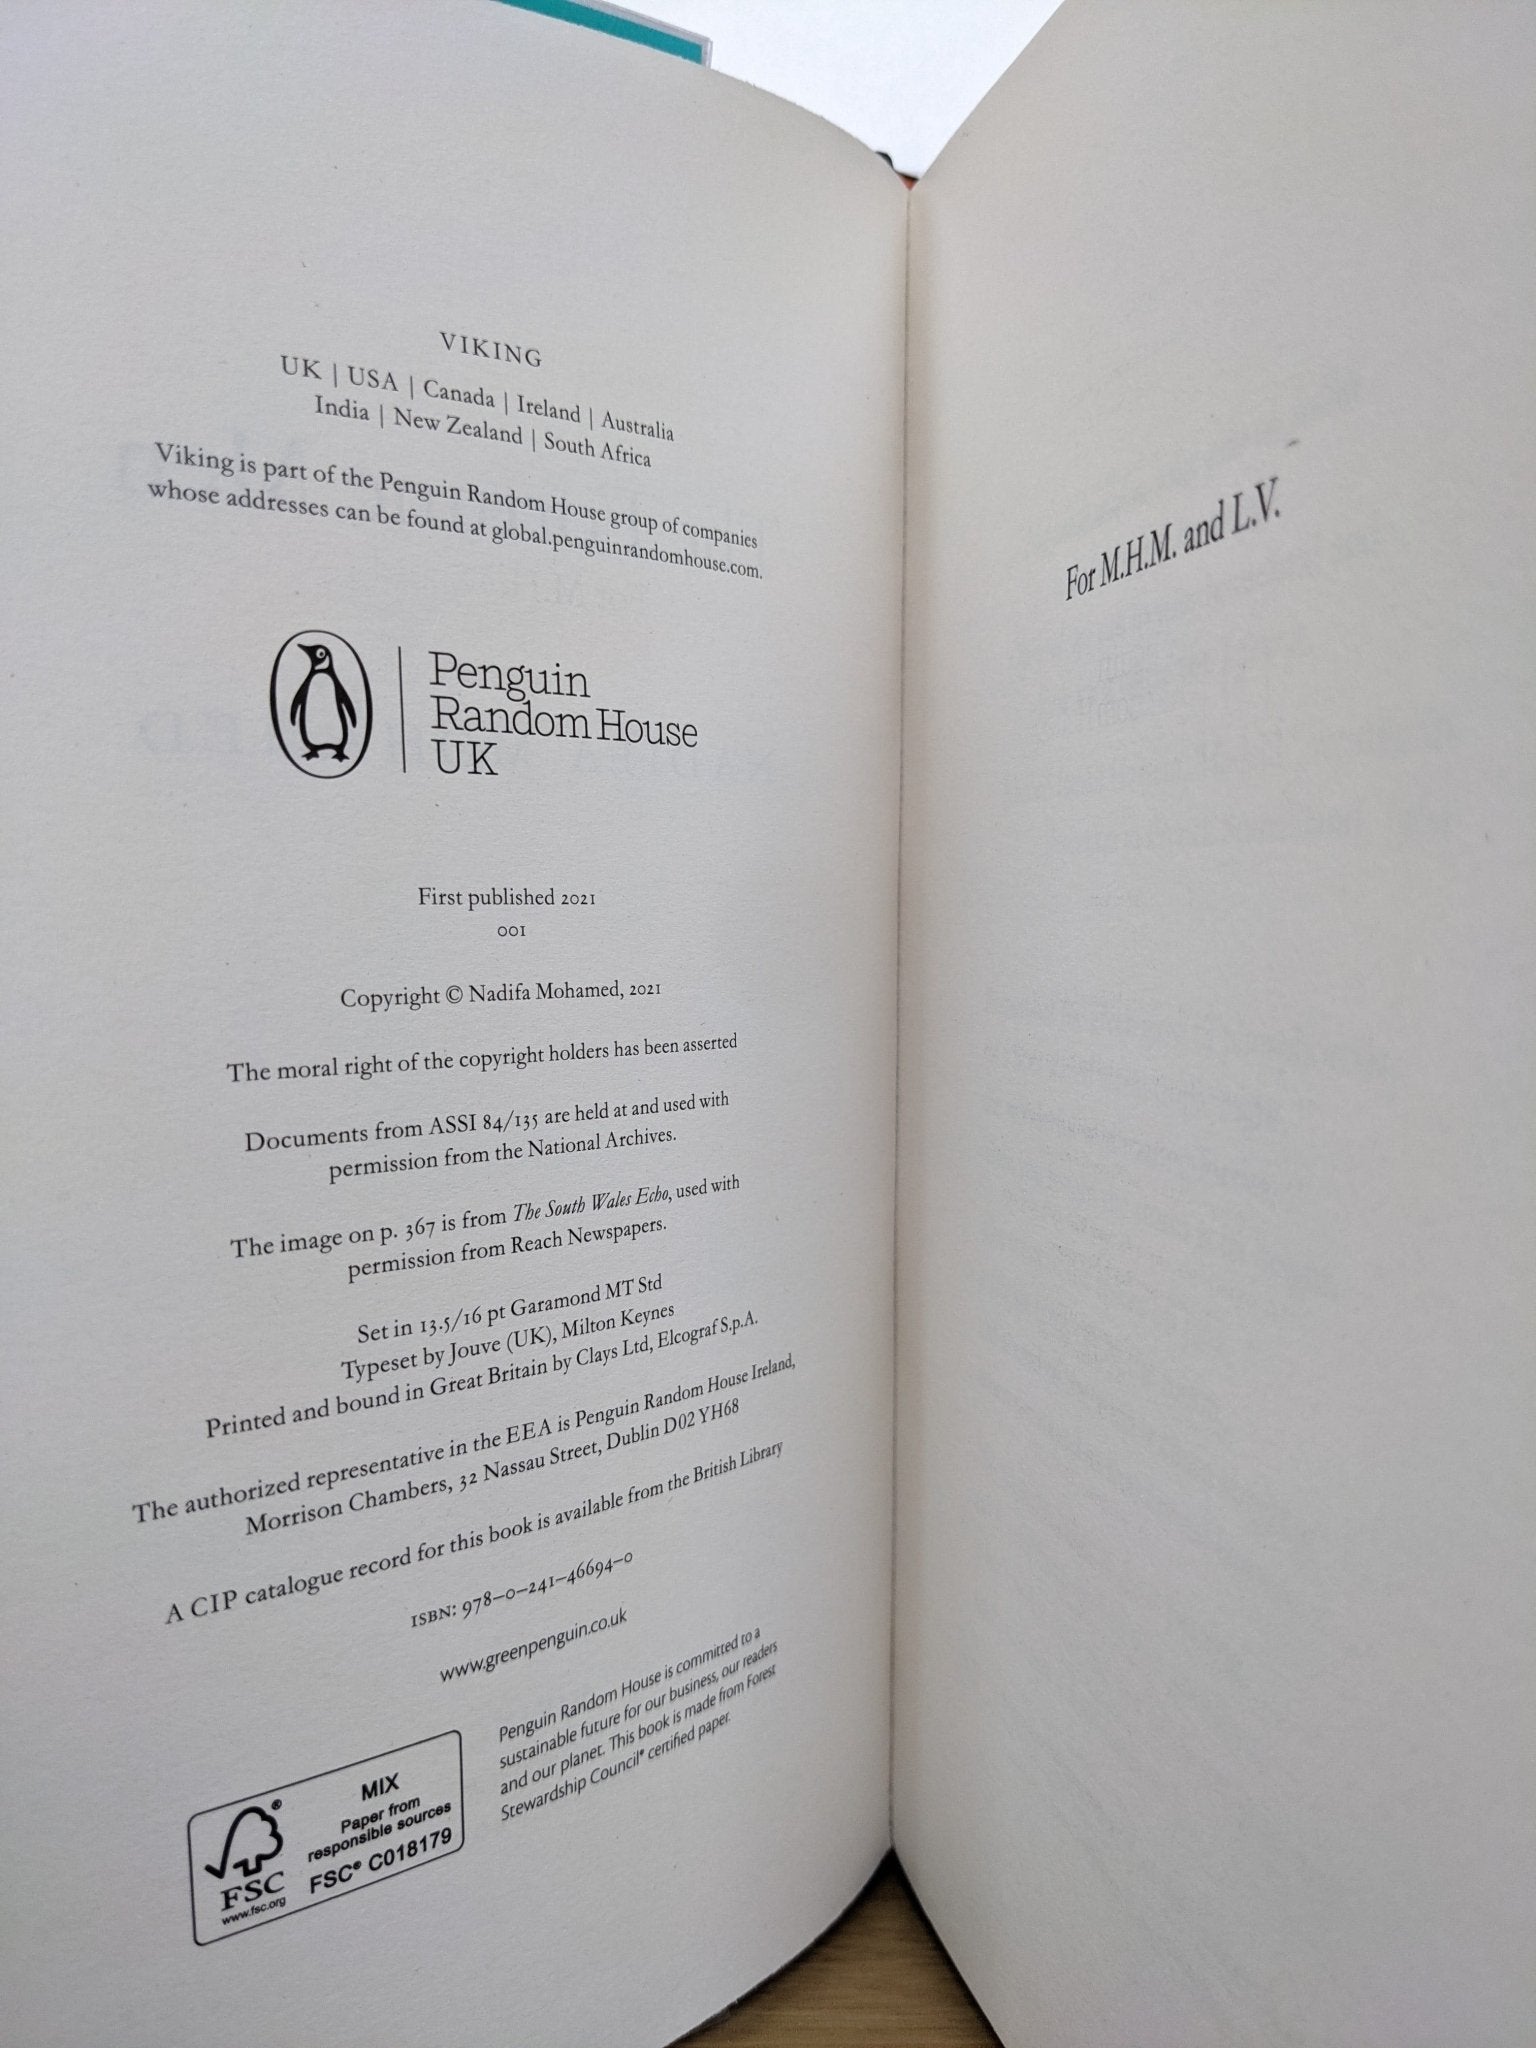 VIKING
UK | USA | Canada | Ireland | Australia
India | New Zealand | South Africa
Viking is part of the Penguin Random House group of companies
whose addresses can be found at global.penguinrandomhouse.com.
Penguin
Random House
UK
First published 2021
001
Copyright © Nadifa Mohamed, 2021
The moral right of the copyright holders has been asserted
Documents from ASSI 84/135 are held at and used with
permission from the National Archives.
The image on p. 367 is from The South Wales Echo, used with
permission from Reach Newspapers.
Set in 13.5/16 pt Garamond MT Std
Typeset by Jouve (UK), Milton Keynes
Printed and bound in Great Britain by Clays Ltd, Elcograf S.p.A.
The authorized representative in the EEA is Penguin Random House Ireland,
Morrison Chambers, 32 Nassau Street, Dublin D02 YH68
A CIP catalogue record for this book is available from the British Library
ISBN: 978–0–241–46694–0
www.greenpenguin.co.uk
MIX
Paper from
responsible sources
FSC® C018179
®
FSC
www.fsc.org
Penguin Random House is committed to a
sustainable future for our business, our readers
and our planet. This book is made from Forest
Stewardship Council® certified paper.
For M.H.M. and L.V.